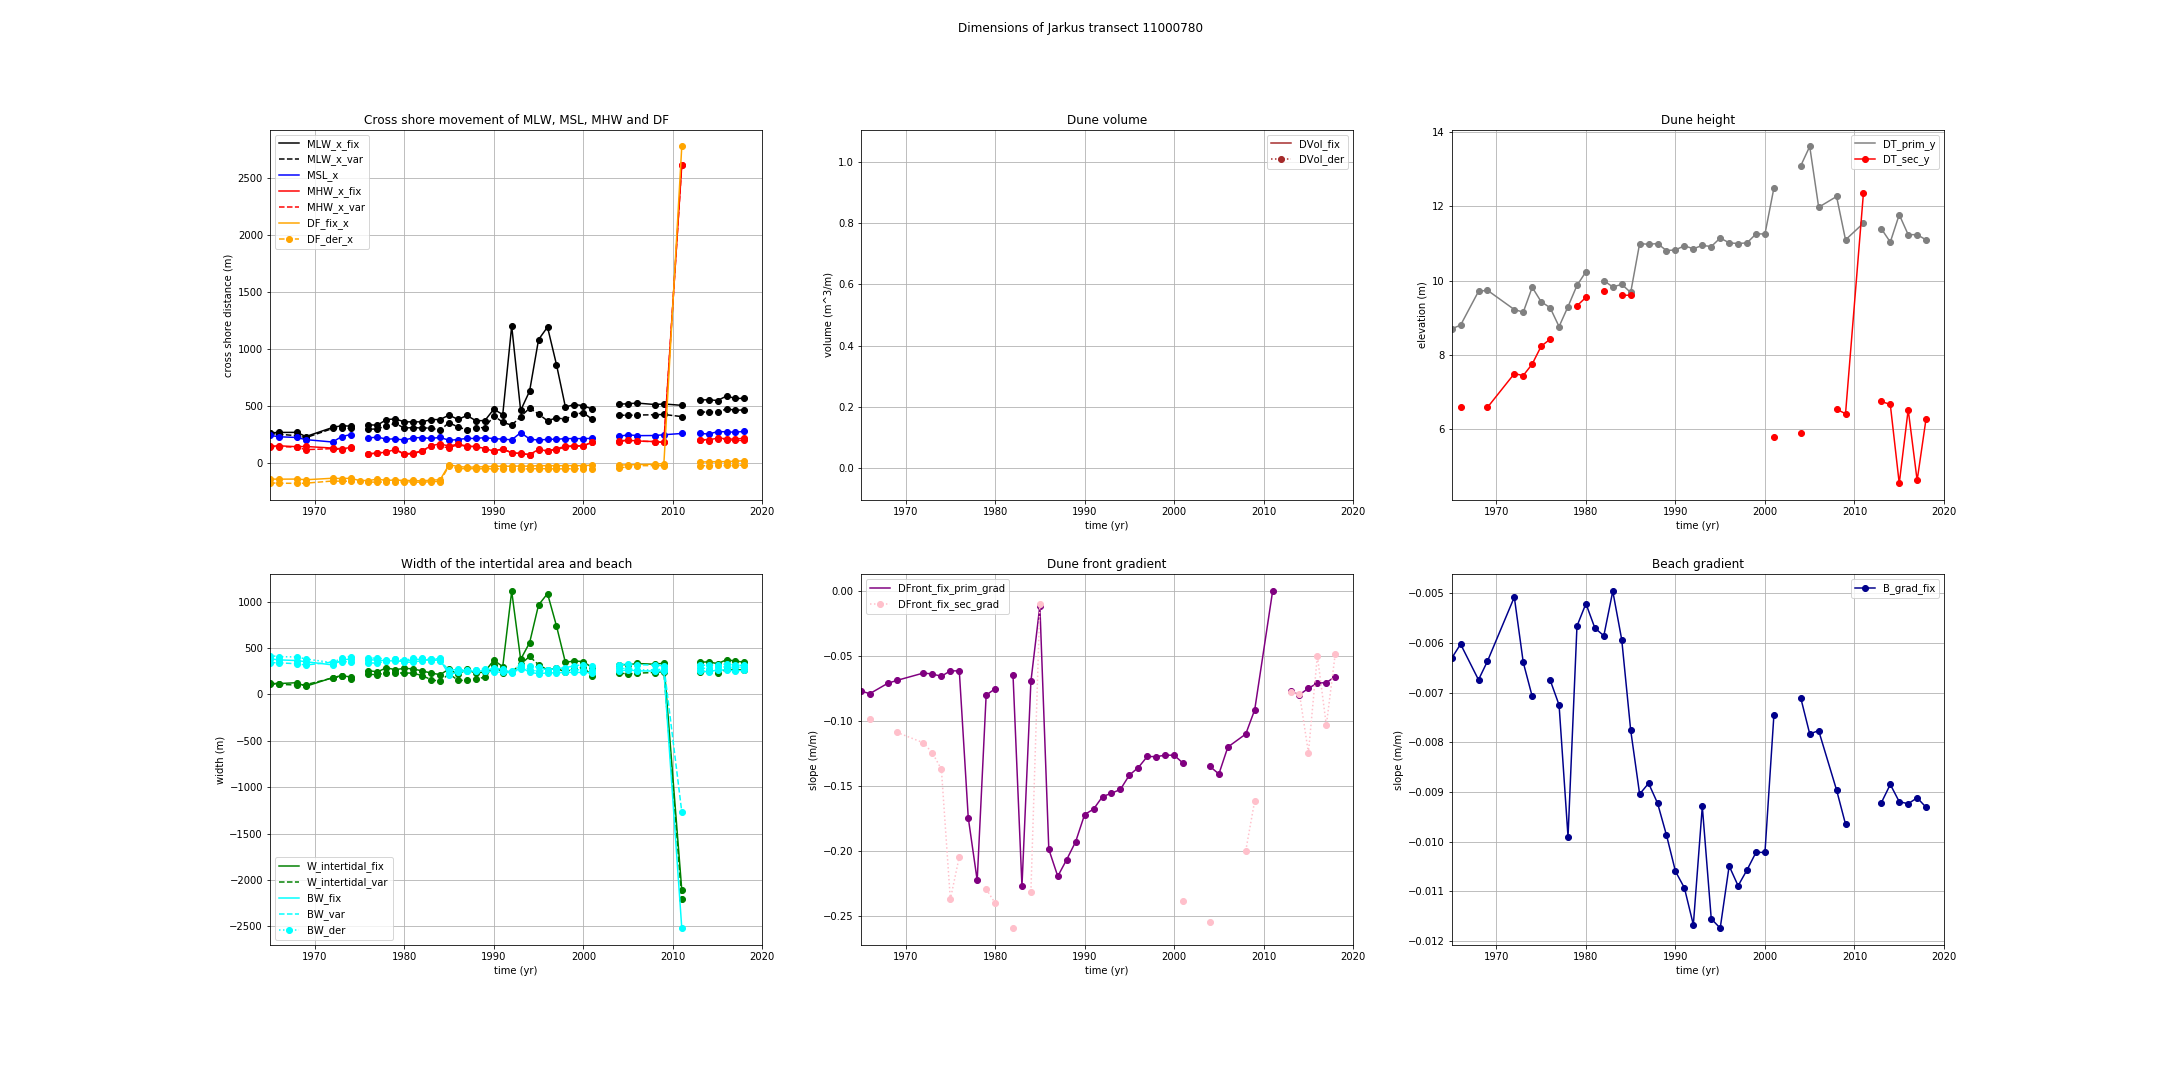 Dimensions of Jarkus transect 11000780
Cross shore movement of MLW, MSL, MHW and DF
cross shore distance (m)
2500
2000
1500
1000
500
0
MLW_x_fix
MLW_x_var
MSL_x
MHW_x_fix
MHW_x_var
DF_fix_x
DF_der_x
1970
1980
1990
2000
2010
2020
time (yr)
Dune volume
volume (m^3/m)
1.0
0.8
0.6
0.4
0.2
0.0
DVol_fix
DVol_der
1970
1980
1990
2000
2010
2020
time (yr)
Dune height
elevation (m)
14
12
10
8
6
DT_prim_y
DT_sec_y
1970
1980
1990
2000
2010
2020
time (yr)
Width of the intertidal area and beach
width (m)
1000
500
0
−500
−1000
−1500
−2000
−2500
W_intertidal_fix
W_intertidal_var
BW_fix
BW_var
BW_der
1970
1980
1990
2000
2010
2020
time (yr)
Dune front gradient
slope (m/m)
0.00
−0.05
−0.10
−0.15
−0.20
−0.25
DFront_fix_prim_grad
DFront_fix_sec_grad
1970
1980
1990
2000
2010
2020
time (yr)
Beach gradient
slope (m/m)
−0.005
−0.006
−0.007
−0.008
−0.009
−0.010
−0.011
−0.012
B_grad_fix
1970
1980
1990
2000
2010
2020
time (yr)